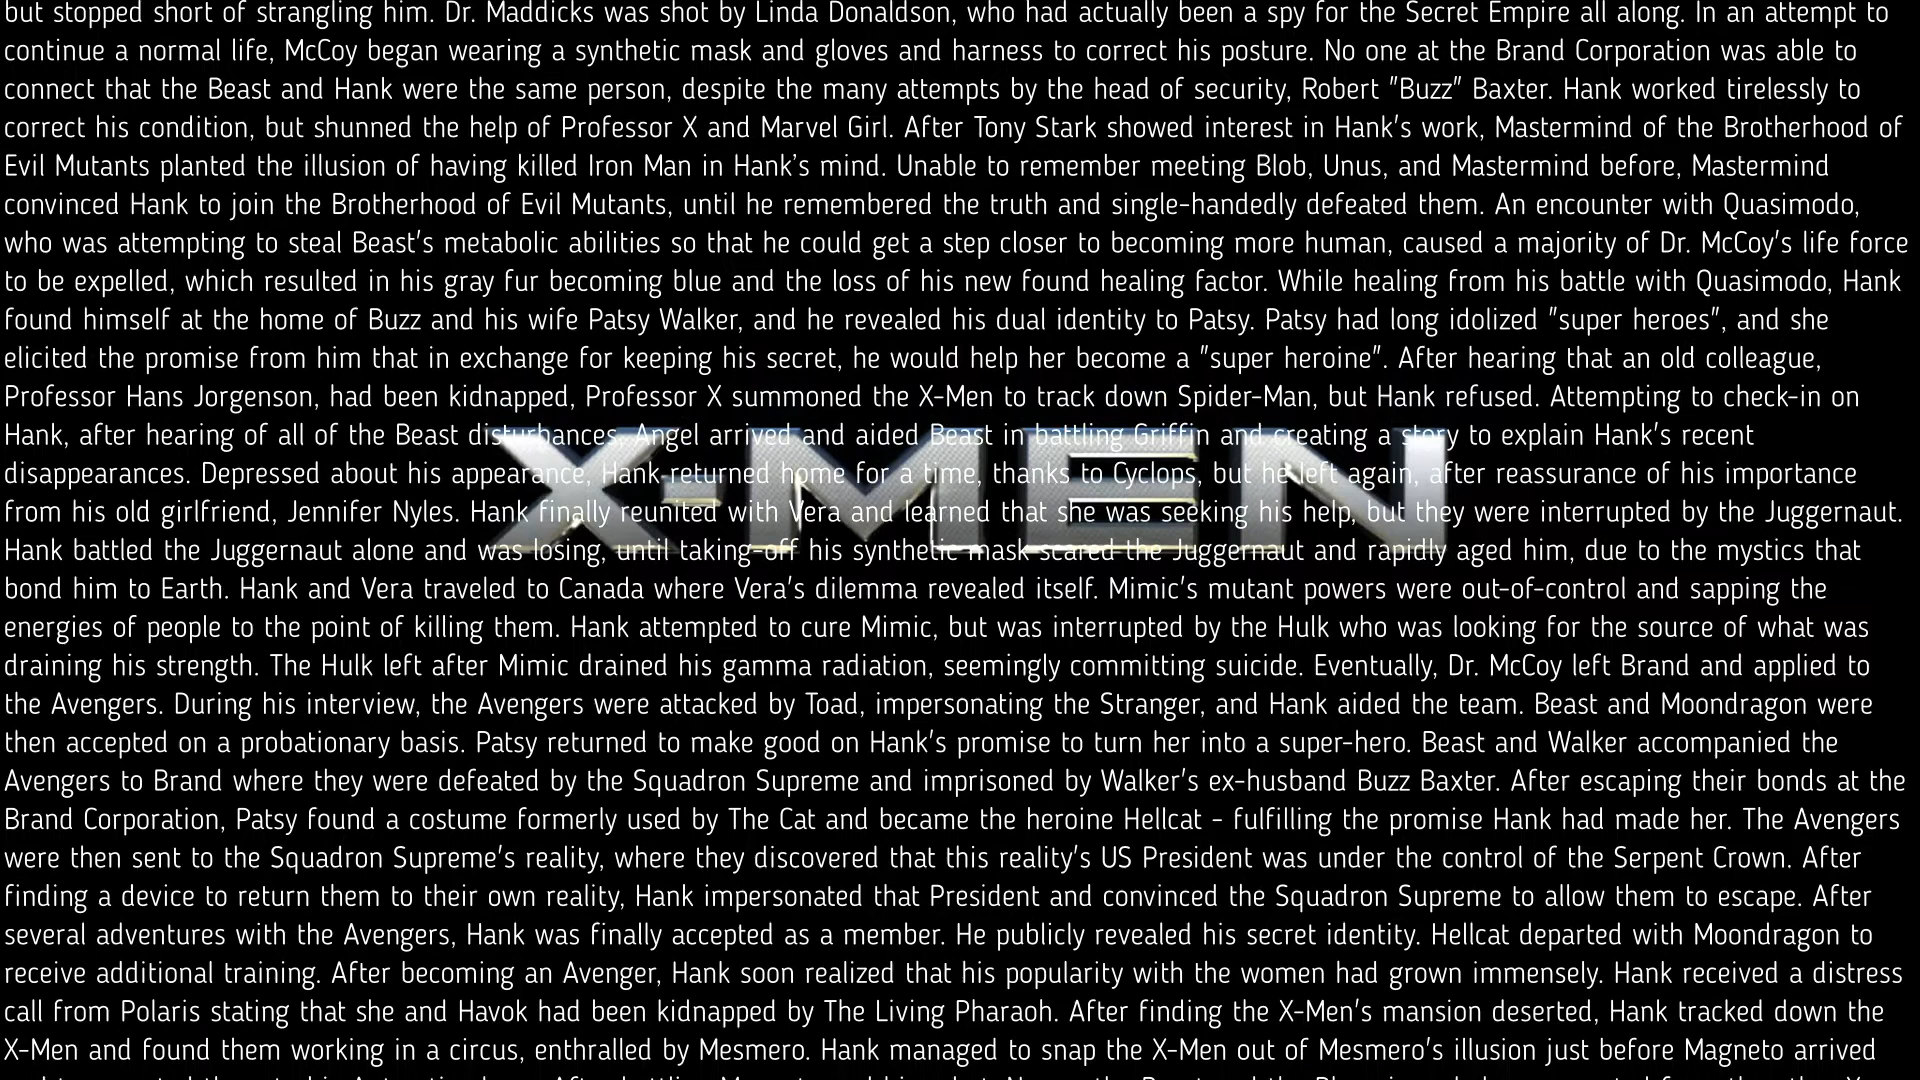 but stopped short of strangling him. Dr. Maddicks was shot by Linda Donaldson, who had actually been a spy for the Secret Empire all along. In an attempt to
continue a normal life, McCoy began wearing a synthetic mask and gloves and harness to correct his posture. No one at the Brand Corporation was able to
connect that the Beast and Hank were the same person, despite the many attempts by the head of security, Robert "Buzz" Baxter. Hank worked tirelessly to
correct his condition, but shunned the help of Professor X and Marvel Girl. After Tony Stark showed interest in Hank's work, Mastermind of the Brotherhood of
Evil Mutants planted the illusion of having killed Iron Man in Hank’s mind. Unable to remember meeting Blob, Unus, and Mastermind before, Mastermind
convinced Hank to join the Brotherhood of Evil Mutants, until he remembered the truth and single-handedly defeated them. An encounter with Quasimodo,
who was attempting to steal Beast's metabolic abilities so that he could get a step closer to becoming more human, caused a majority of Dr. McCoy's life force
to be expelled, which resulted in his gray fur becoming blue and the loss of his new found healing factor. While healing from his battle with Quasimodo, Hank
found himself at the home of Buzz and his wife Patsy Walker, and he revealed his dual identity to Patsy. Patsy had long idolized "super heroes", and she
elicited the promise from him that in exchange for keeping his secret, he would help her become a "super heroine". After hearing that an old colleague,
Professor Hans Jorgenson, had been kidnapped, Professor X summoned the X-Men to track down Spider-Man, but Hank refused. Attempting to check-in on
Hank, after hearing of all of the Beast disturbances, Angel arrived and aided Beast in battling Griffin and creating a story to explain Hank's recent
disappearances. Depressed about his appearance, Hank returned home for a time, thanks to Cyclops, but he left again, after reassurance of his importance
from his old girlfriend, Jennifer Nyles. Hank finally reunited with Vera and learned that she was seeking his help, but they were interrupted by the Juggernaut.
X-MEN
Hank battled the Juggernaut alone and was losing, until taking-off his synthetic mask scared the Juggernaut and rapidly aged him, due to the mystics that
bond him to Earth. Hank and Vera traveled to Canada where Vera's dilemma revealed itself. Mimic's mutant powers were out-of-control and sapping the
energies of people to the point of killing them. Hank attempted to cure Mimic, but was interrupted by the Hulk who was looking for the source of what was
draining his strength. The Hulk left after Mimic drained his gamma radiation, seemingly committing suicide. Eventually, Dr. McCoy left Brand and applied to
the Avengers. During his interview, the Avengers were attacked by Toad, impersonating the Stranger, and Hank aided the team. Beast and Moondragon were
then accepted on a probationary basis. Patsy returned to make good on Hank's promise to turn her into a super-hero. Beast and Walker accompanied the
Avengers to Brand where they were defeated by the Squadron Supreme and imprisoned by Walker's ex-husband Buzz Baxter. After escaping their bonds at the
Brand Corporation, Patsy found a costume formerly used by The Cat and became the heroine Hellcat - fulfilling the promise Hank had made her. The Avengers
were then sent to the Squadron Supreme's reality, where they discovered that this reality's US President was under the control of the Serpent Crown. After
finding a device to return them to their own reality, Hank impersonated that President and convinced the Squadron Supreme to allow them to escape. After
several adventures with the Avengers, Hank was finally accepted as a member. He publicly revealed his secret identity. Hellcat departed with Moondragon to
receive additional training. After becoming an Avenger, Hank soon realized that his popularity with the women had grown immensely. Hank received a distress
call from Polaris stating that she and Havok had been kidnapped by The Living Pharaoh. After finding the X-Men's mansion deserted, Hank tracked down the
X-Men and found them working in a circus, enthralled by Mesmero. Hank managed to snap the X-Men out of Mesmero's illusion just before Magneto arrived